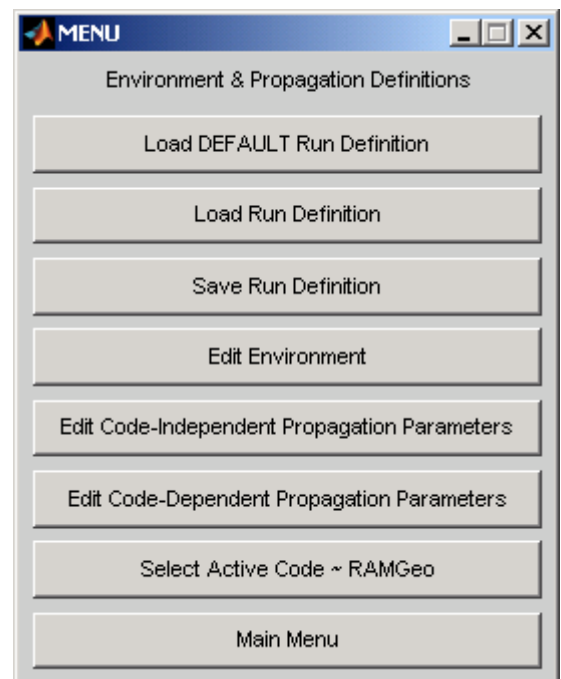 MENU
Environment & Propagation Definitions
Load DEFAULT Run Definition
Load Run Definition
Save Run Definition
Edit Environment
Edit Code-Independent Propagation Parameters
Edit Code-Dependent Propagation Parameters
Select Active Code ~ RAMGeo
Main Menu